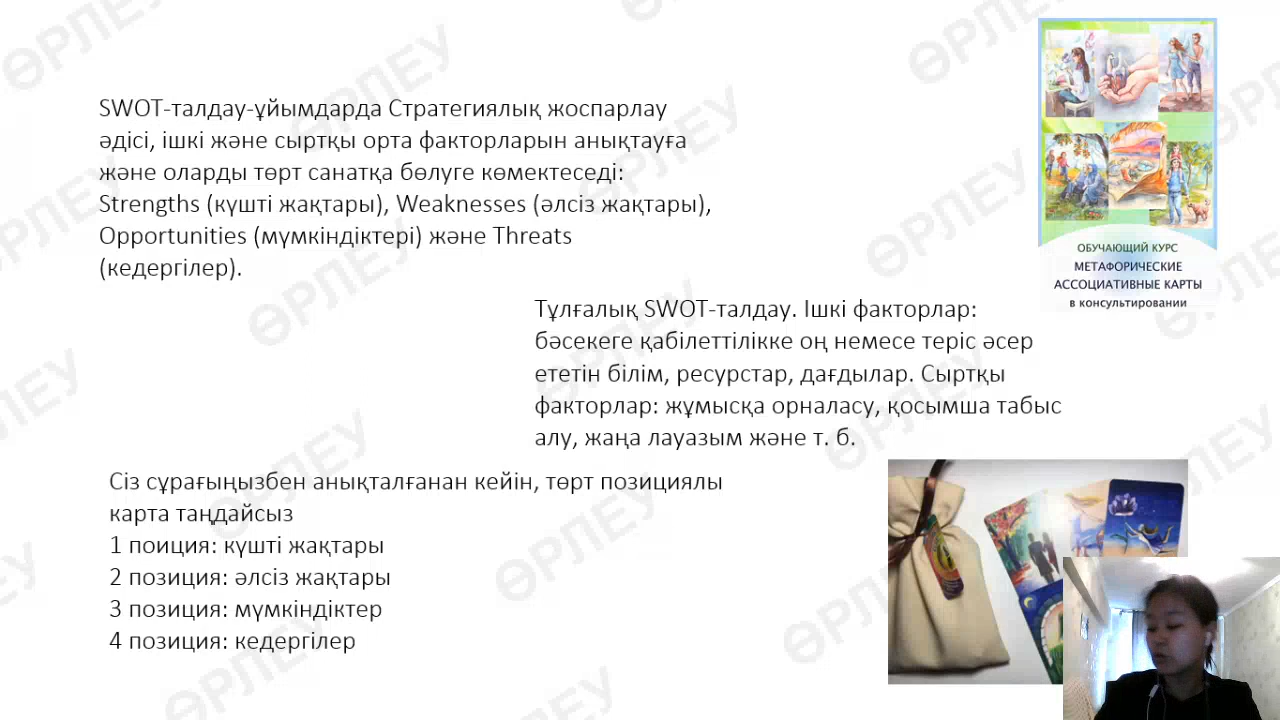 SWOT-талдау-ұйымдарда Стратегиялық жоспарлау
әдісі, ішкі және сыртқы орта факторларын анықтауға
және оларды төрт санатқа бөлуге көмектеседі:
Strengths (күшті жақтары), Weaknesses (әлсіз жақтары),
Opportunities (мүмкіндіктері) және Threats
(кедергілер).
ОБУЧАЮЩИЙ КУРС
МЕТАФОРИЧЕСКИЕ
АССОЦИАТИВНЫЕ КАРТЫ
в консультировании
Тұлғалық SWOT-талдау. Ішкі факторлар:
бәсекеге қабілеттілікке оң немесе теріс әсер
ететін білім, ресурстар, дағдылар. Сыртқы
факторлар: жұмысқа орналасу, қосымша табыс
алу, жаңа лауазым және т. б.
Сіз сұрағыңызбен анықталғанан кейін, төрт позициялы
карта таңдайсыз
1 поиция: күшті жақтары
2 позиция: әлсіз жақтары
3 позиция: мүмкіндіктер
4 позиция: кедергілер
ӨРЛЕУ